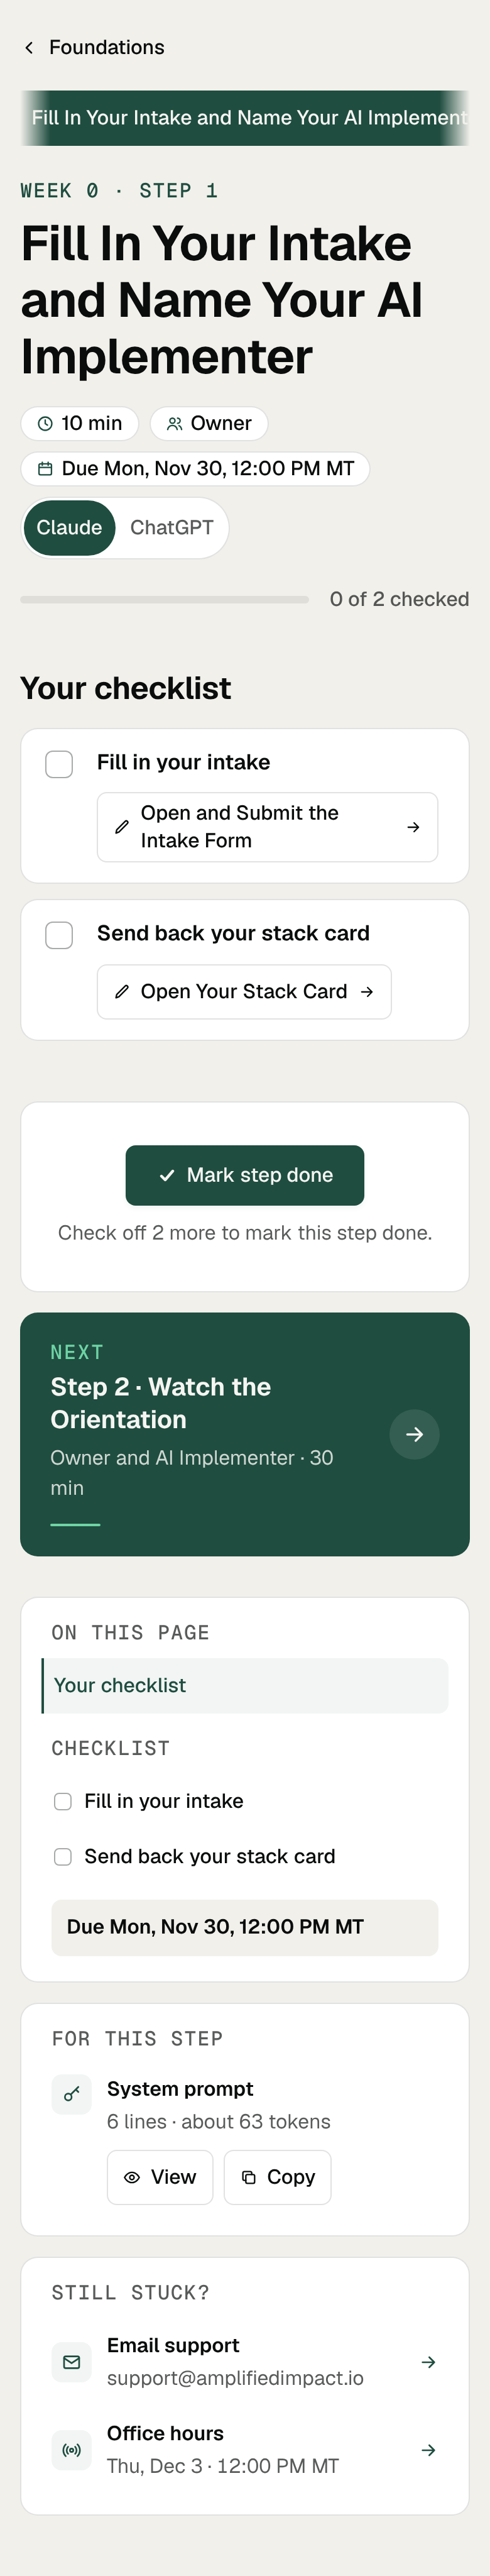 Foundations
Fill In Your Intake and Name Your AI Implement
WEEK 0 · STEP 1
Fill In Your Intake
and Name Your AI
Implementer
10 min
Owner
Due Mon, Nov 30, 12:00 PM MT
Claude
ChatGPT
0 of 2 checked
Your checklist
Fill in your intake
Open and Submit the
Intake Form
Send back your stack card
Open Your Stack Card
Mark step done
Check off 2 more to mark this step done.
NEXT
Step 2 · Watch the
Orientation
Owner and AI Implementer · 30
min
ON THIS PAGE
Your checklist
CHECKLIST
Fill in your intake
Send back your stack card
Due Mon, Nov 30, 12:00 PM MT
FOR THIS STEP
System prompt
6 lines · about 63 tokens
View
Copy
STILL STUCK?
Email support
support@amplifiedimpact.io
Office hours
Thu, Dec 3 · 12:00 PM MT